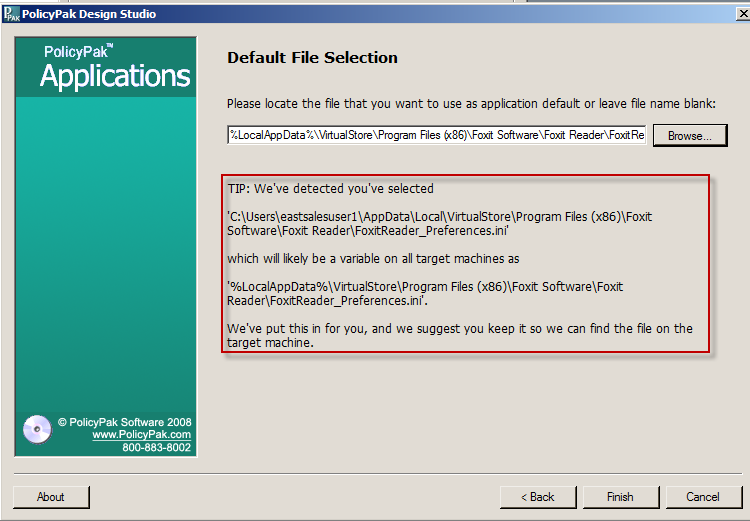 PolicyPak Design Studio
PolicyPak™
Applications
Default File Selection
Please locate the file that you want to use as application default or leave file name blank:
%LocalAppData%\VirtualStore\Program Files (x86)\Foxit Software\Foxit Reader\FoxitRe
Browse...
TIP: We've detected you've selected
'C:\Users\eastsalesuser1\AppData\Local\VirtualStore\Program Files (x86)\Foxit
Software\Foxit Reader\FoxitReader_Preferences.ini'
which will likely be a variable on all target machines as
'%LocalAppData%\VirtualStore\Program Files (x86)\Foxit Software\Foxit
Reader\FoxitReader_Preferences.ini'.
We've put this in for you, and we suggest you keep it so we can find the file on the
target machine.
© PolicyPak Software 2008
www.PolicyPak.com
800-883-8002
About
< Back
Finish
Cancel